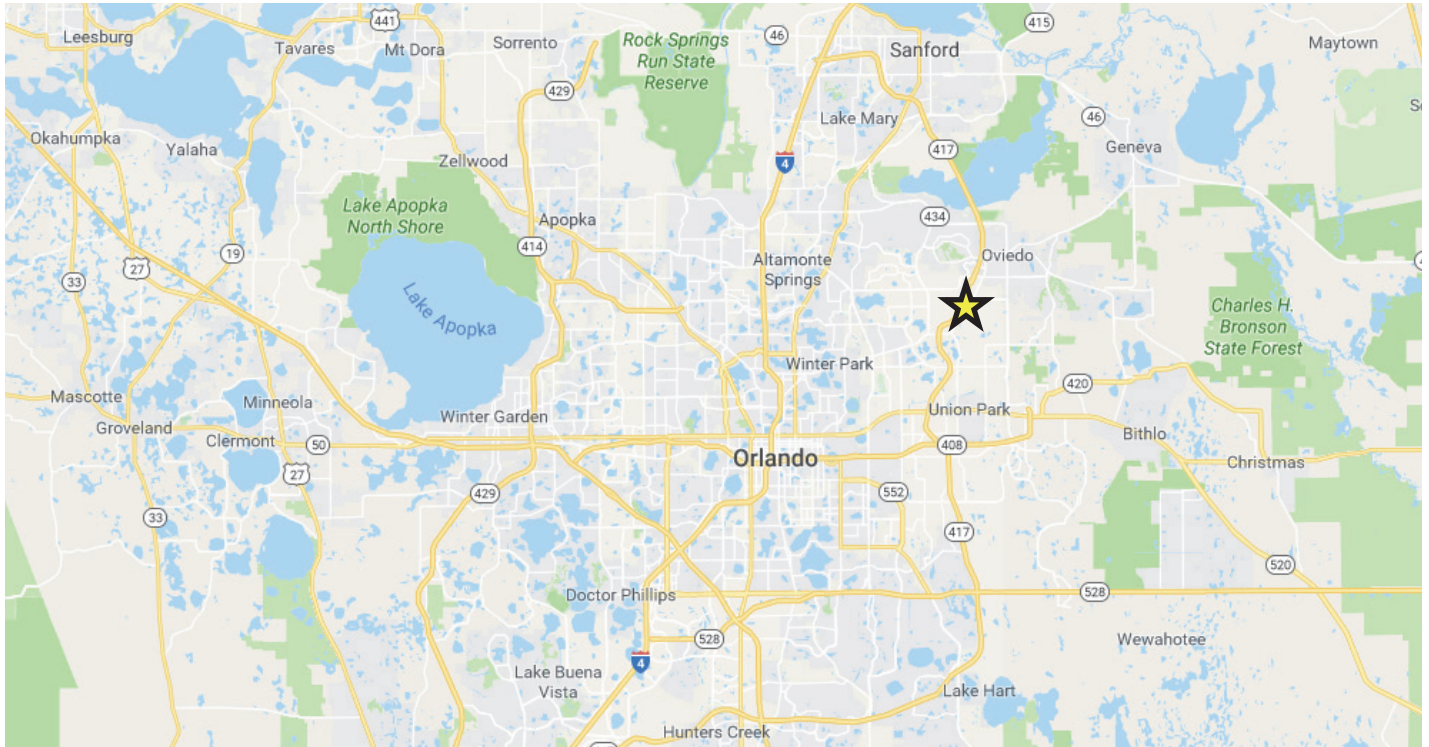 441
415
Leesburg
Tavares
Mt Dora
Sorrento
Rock Springs
Run State
Reserve
46
Sanford
Maytown
429
Okahumpka
Yalaha
Zellwood
Lake Mary
46
4
417
Geneva
Lake Apopka
North Shore
Apopka
434
414
19
27
33
Altamonte
Springs
Oviedo
Lake Apopka
Charles H.
Bronson
State Forest
Winter Park
Mascotte
Minneola
Winter Garden
420
Union Park
Groveland
Clermont
50
408
Bithlo
Orlando
Christmas
27
429
552
33
417
520
Doctor Phillips
528
528
Wewahotee
4
Lake Buena
Vista
Lake Hart
Hunters Creek